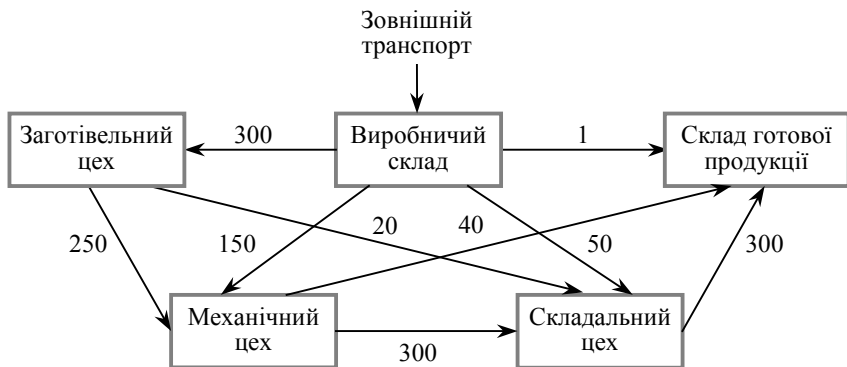 Зовнішній
транспорт
Заготівельний
цех
300
Виробничий
склад
1
Склад готової
продукції
250
150
20
40
50
300
Механічний
цех
300
Складальний
цех